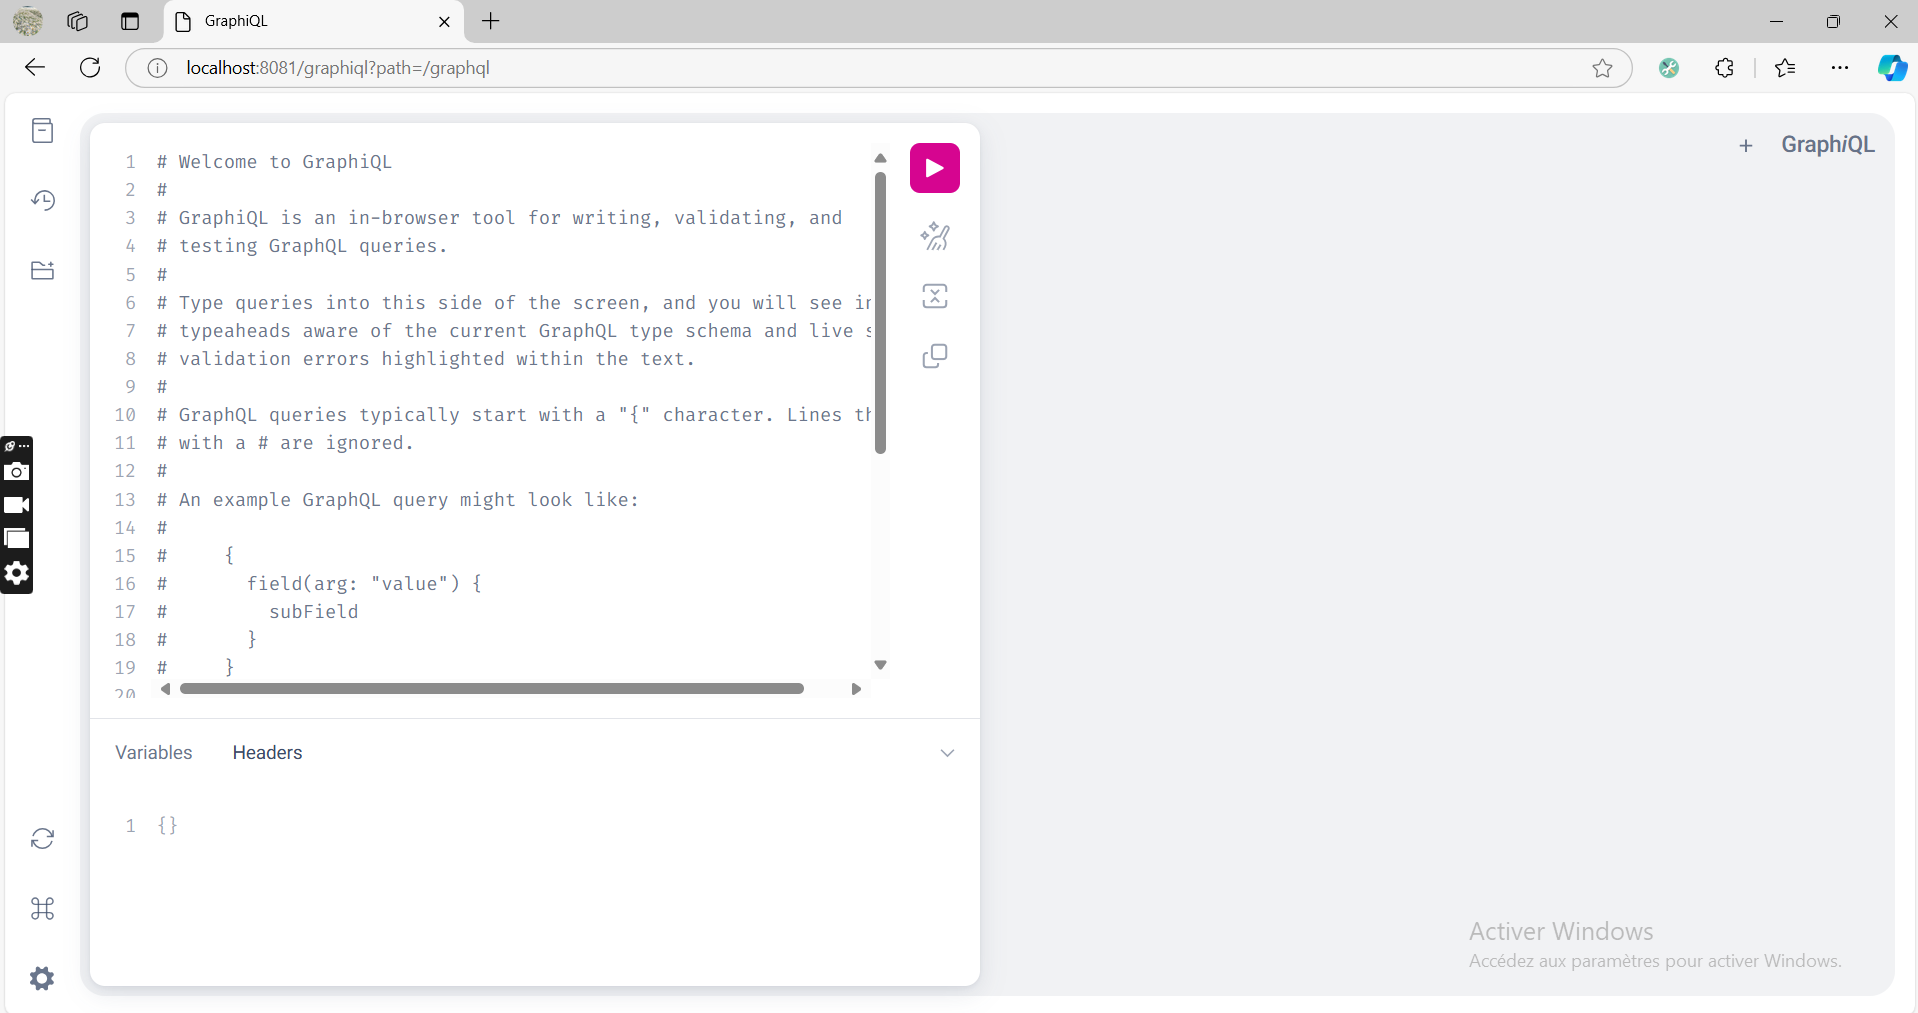 GraphiQL
localhost:8081/graphiql?path=/graphql
GraphiQL
1 # Welcome to GraphiQL
2 #
3 # GraphiQL is an in-browser tool for writing, validating, and
4 # testing GraphQL queries.
5 #
6 # Type queries into this side of the screen, and you will see
7 # typeaheads aware of the current GraphQL type schema and live
8 # validation errors highlighted within the text.
9 #
10 # GraphQL queries typically start with a "{" character. Lines
11 # with a # are ignored.
12 #
13 # An example GraphQL query might look like:
14 #
15 # {
16 # field(arg: "value") {
17 # subField
18 # }
19 # }
20
Variables Headers
1 {}
Activer Windows
Accédez aux paramètres pour activer Windows.